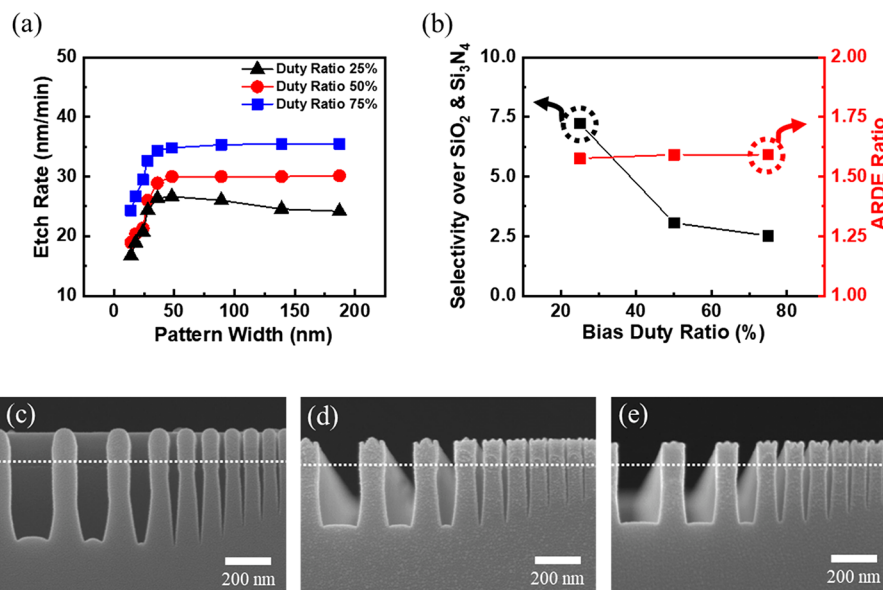 (a)
50
40
30
20
10
Etch Rate (nm/min)
Duty Ratio 25%
Duty Ratio 50%
Duty Ratio 75%
0
50
100
150
200
Pattern Width (nm)
(b)
10.0
7.5
5.0
2.5
0.0
Selectivity over SiO₂ & Si₃N₄
2.00
1.75
1.50
1.25
1.00
ARDE Ratio
20
40
60
80
Bias Duty Ratio (%)
(c)
200 nm
(d)
200 nm
(e)
200 nm